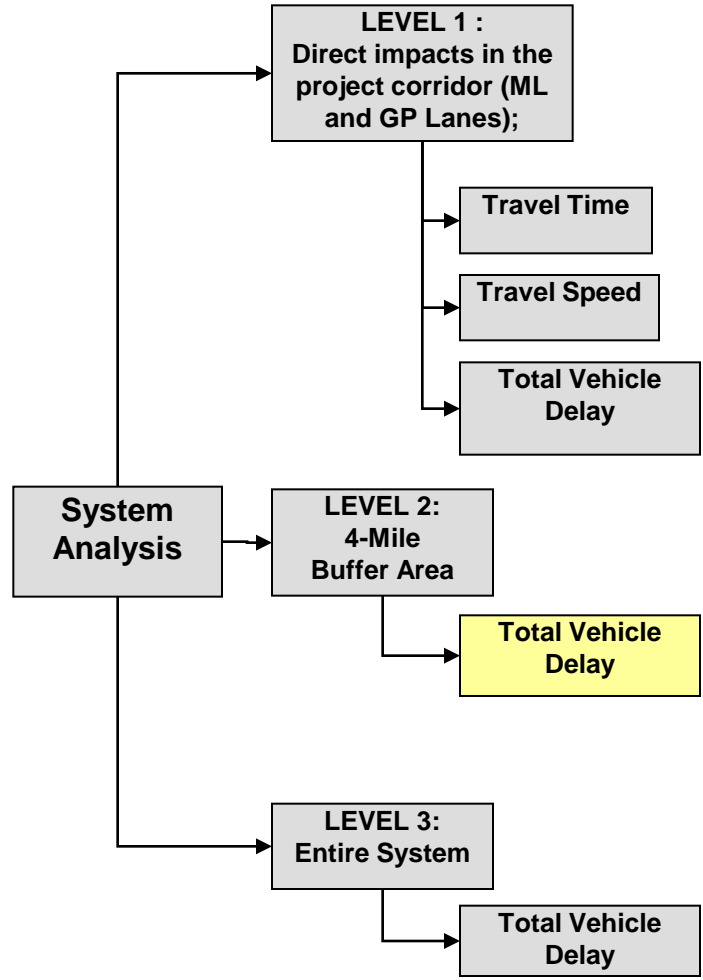 LEVEL 1 :
Direct impacts in the
project corridor (ML
and GP Lanes);
Travel Time
Travel Speed
Total Vehicle
Delay
System
Analysis
LEVEL 2:
4-Mile
Buffer Area
Total Vehicle
Delay
LEVEL 3:
Entire System
Total Vehicle
Delay